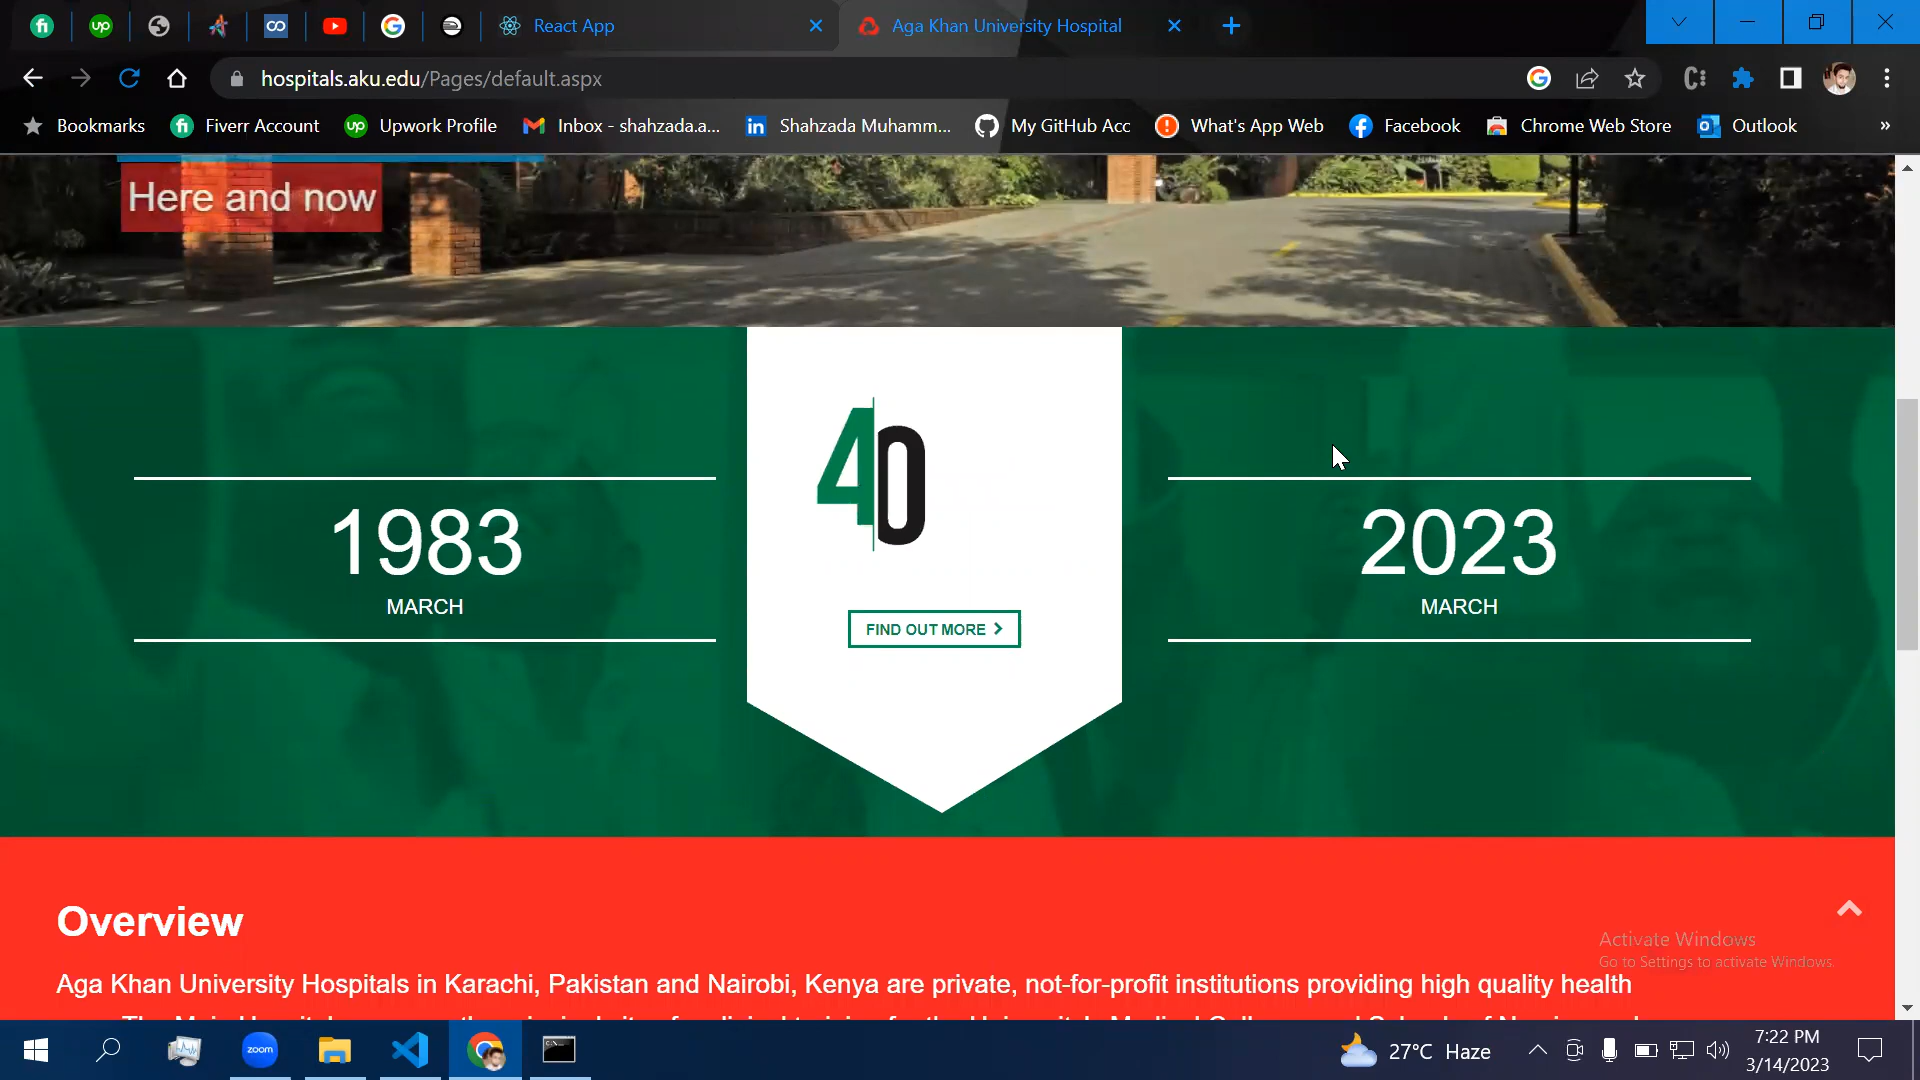 React App
Aga Khan University Hospital
hospitals.aku.edu/Pages/default.aspx
Bookmarks
Fiverr Account
Upwork Profile
Inbox - shahzada.a...
Shahzada Muhamm...
My GitHub Acc
What's App Web
Facebook
Chrome Web Store
Outlook
»
Here and now
1983
MARCH
40
FIND OUT MORE
2023
MARCH
Overview
Aga Khan University Hospitals in Karachi, Pakistan and Nairobi, Kenya are private, not-for-profit institutions providing high quality health
Activate Windows
Go to Settings to activate Windows.
zoom
27°C Haze
7:22 PM
3/14/2023